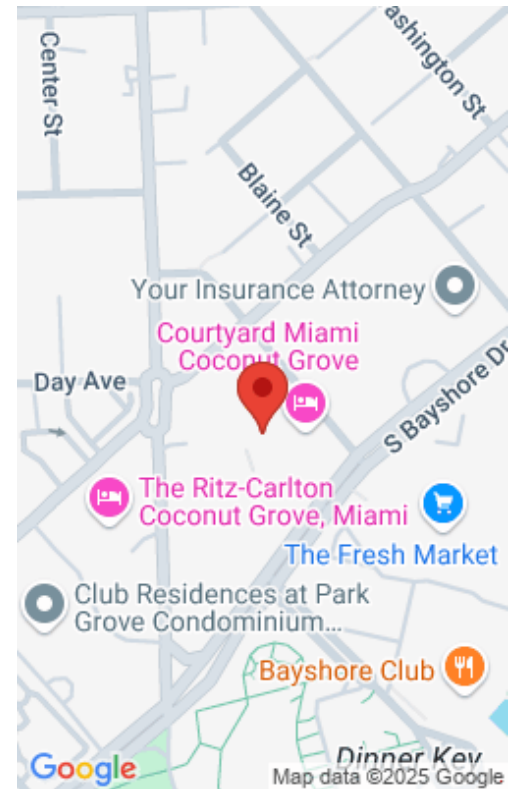 Center St
ashington St
Blaine St
Your Insurance Attorney
Courtyard Miami
Coconut Grove
Day Ave
S Bayshore Dr
The Ritz-Carlton
Coconut Grove, Miami
The Fresh Market
Club Residences at Park
Grove Condominium...
Bayshore Club
Dinner Key
Google
Map data ©2025 Google